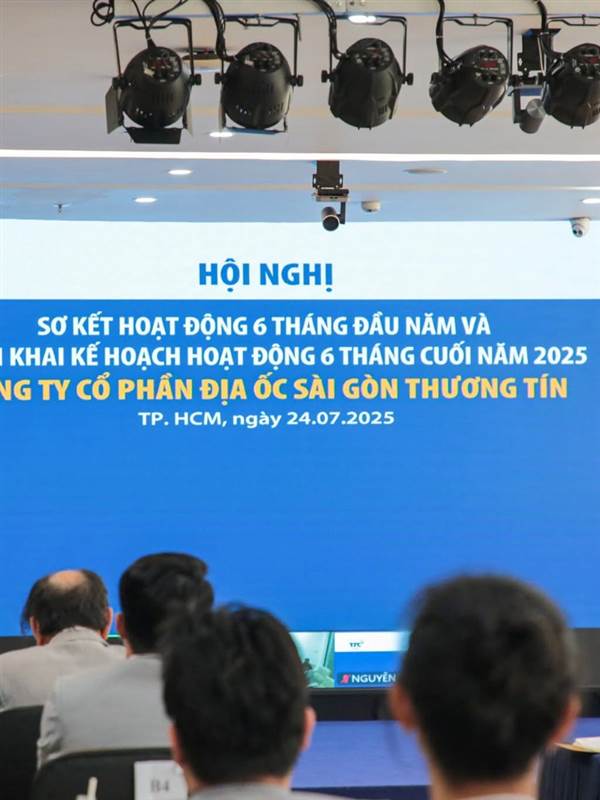 HỘI NGHỊ
SƠ KẾT HOẠT ĐỘNG 6 THÁNG ĐẦU NĂM VÀ
KHAI KẾ HOẠCH HOẠT ĐỘNG 6 THÁNG CUỐI NĂM 2025
NG TY CỔ PHẦN ĐỊA ỐC SÀI GÒN THƯƠNG TÍN
TP. HCM, ngày 24.07.2025
TTC
NGUYỄN
B4